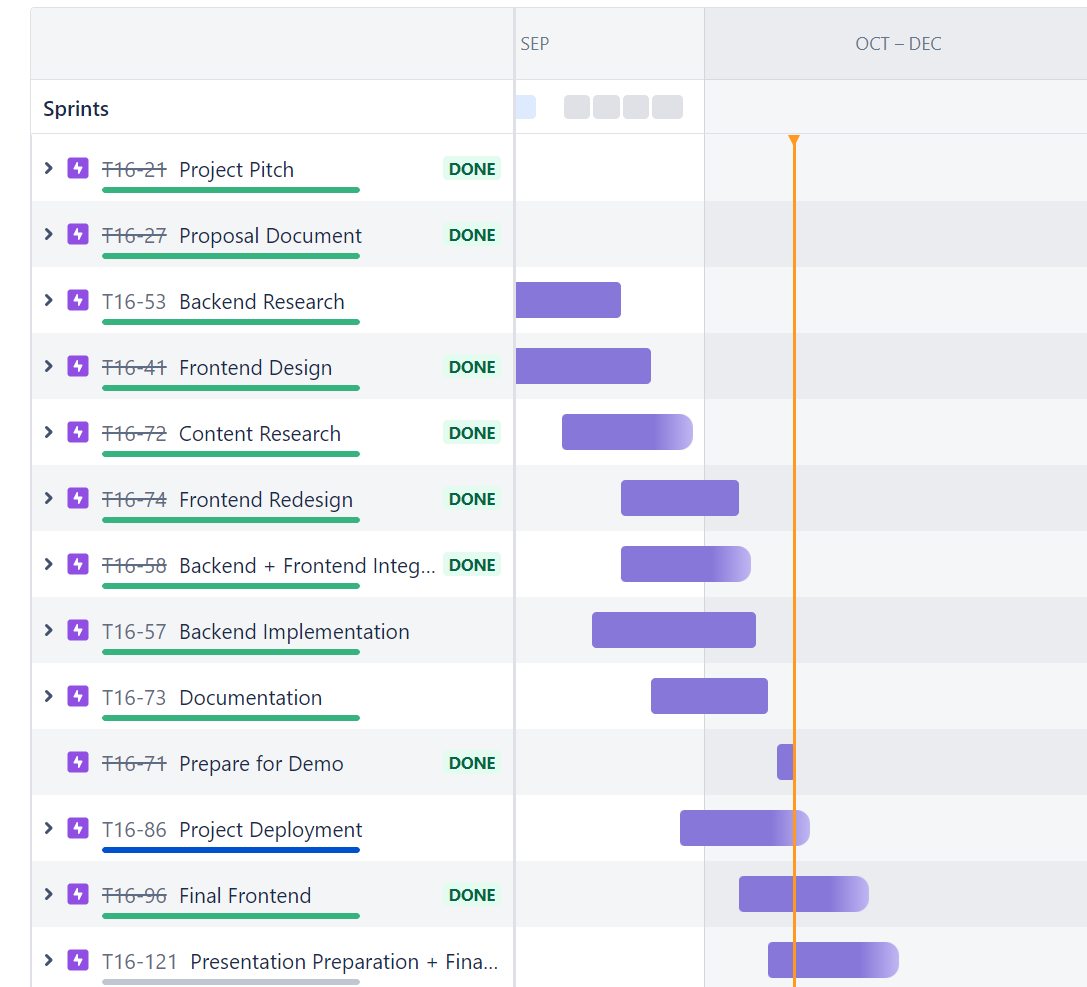 SEP OCT – DEC
Sprints
T16-21 Project Pitch DONE
T16-27 Proposal Document DONE
T16-53 Backend Research
T16-41 Frontend Design DONE
T16-72 Content Research DONE
T16-74 Frontend Redesign DONE
T16-58 Backend + Frontend Integ... DONE
T16-57 Backend Implementation
T16-73 Documentation
T16-71 Prepare for Demo DONE
T16-86 Project Deployment
T16-96 Final Frontend DONE
T16-121 Presentation Preparation + Fina...